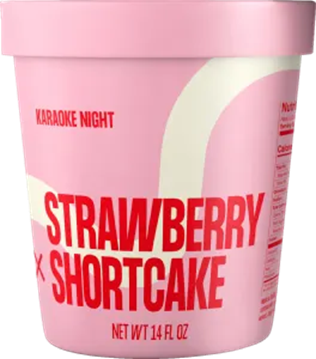 KARAOKE NIGHT
STRAWBERRY
× SHORTCAKE
NET WT 14 FL OZ